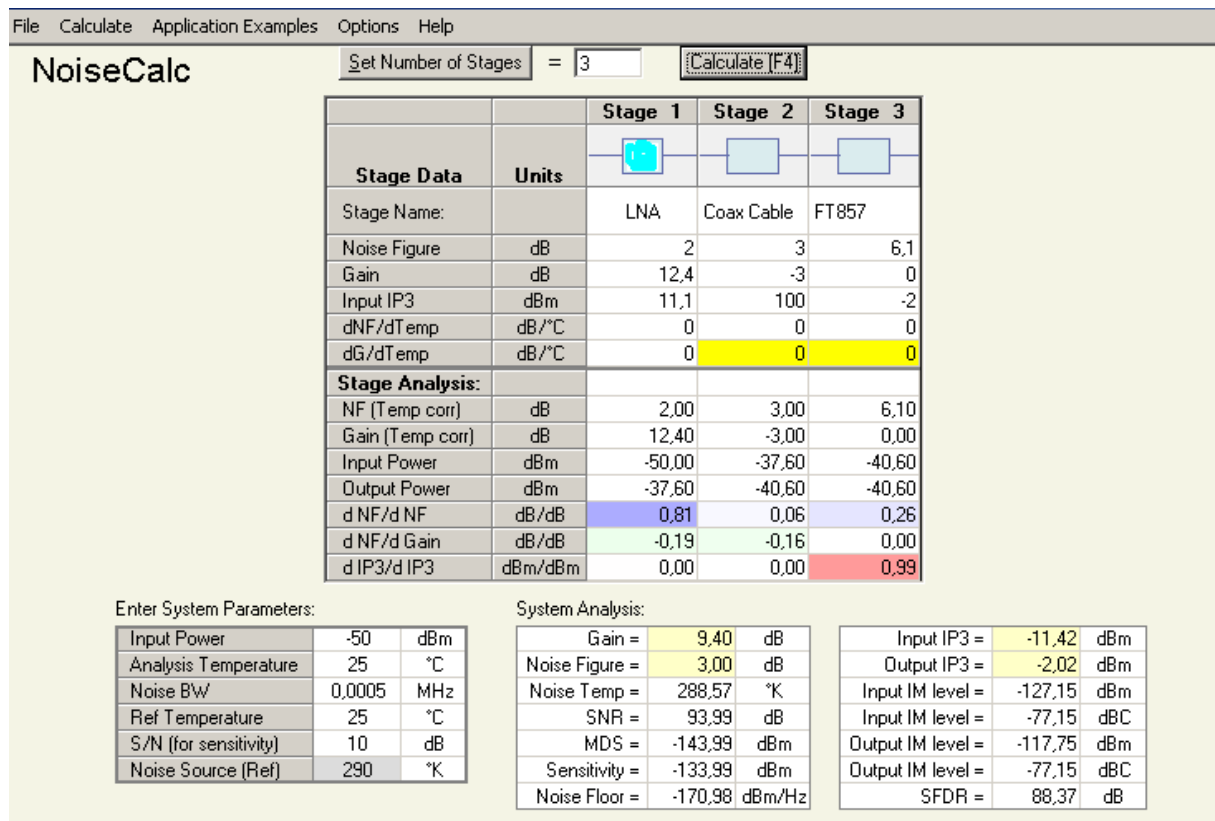 File Calculate Application Examples Options Help
NoiseCalc
Set Number of Stages = 3 Calculate [F4]
Stage 1 Stage 2 Stage 3
Stage Data Units
Stage Name: LNA Coax Cable FT857
Noise Figure dB 2 3 6,1
Gain dB 12,4 -3 0
Input IP3 dBm 11,1 100 -2
dNF/dTemp dB/°C 0 0 0
dG/dTemp dB/°C 0 0 0
Stage Analysis:
NF (Temp corr) dB 2,00 3,00 6,10
Gain (Temp corr) dB 12,40 -3,00 0,00
Input Power dBm -50,00 -37,60 -40,60
Output Power dBm -37,60 -40,60 -40,60
d NF/d NF dB/dB 0,81 0,06 0,26
d NF/d Gain dB/dB -0,19 -0,16 0,00
d IP3/d IP3 dBm/dBm 0,00 0,00 0,99
Enter System Parameters:
Input Power -50 dBm
Analysis Temperature 25 °C
Noise BW 0,0005 MHz
Ref Temperature 25 °C
S/N (for sensitivity) 10 dB
Noise Source (Ref) 290 °K
System Analysis:
Gain = 9,40 dB
Noise Figure = 3,00 dB
Noise Temp = 288,57 °K
SNR = 93,99 dB
MDS = -143,99 dBm
Sensitivity = -133,99 dBm
Noise Floor = -170,98 dBm/Hz
Input IP3 = -11,42 dBm
Output IP3 = -2,02 dBm
Input IM level = -127,15 dBm
Input IM level = -77,15 dBC
Output IM level = -117,75 dBm
Output IM level = -77,15 dBC
SFDR = 88,37 dB